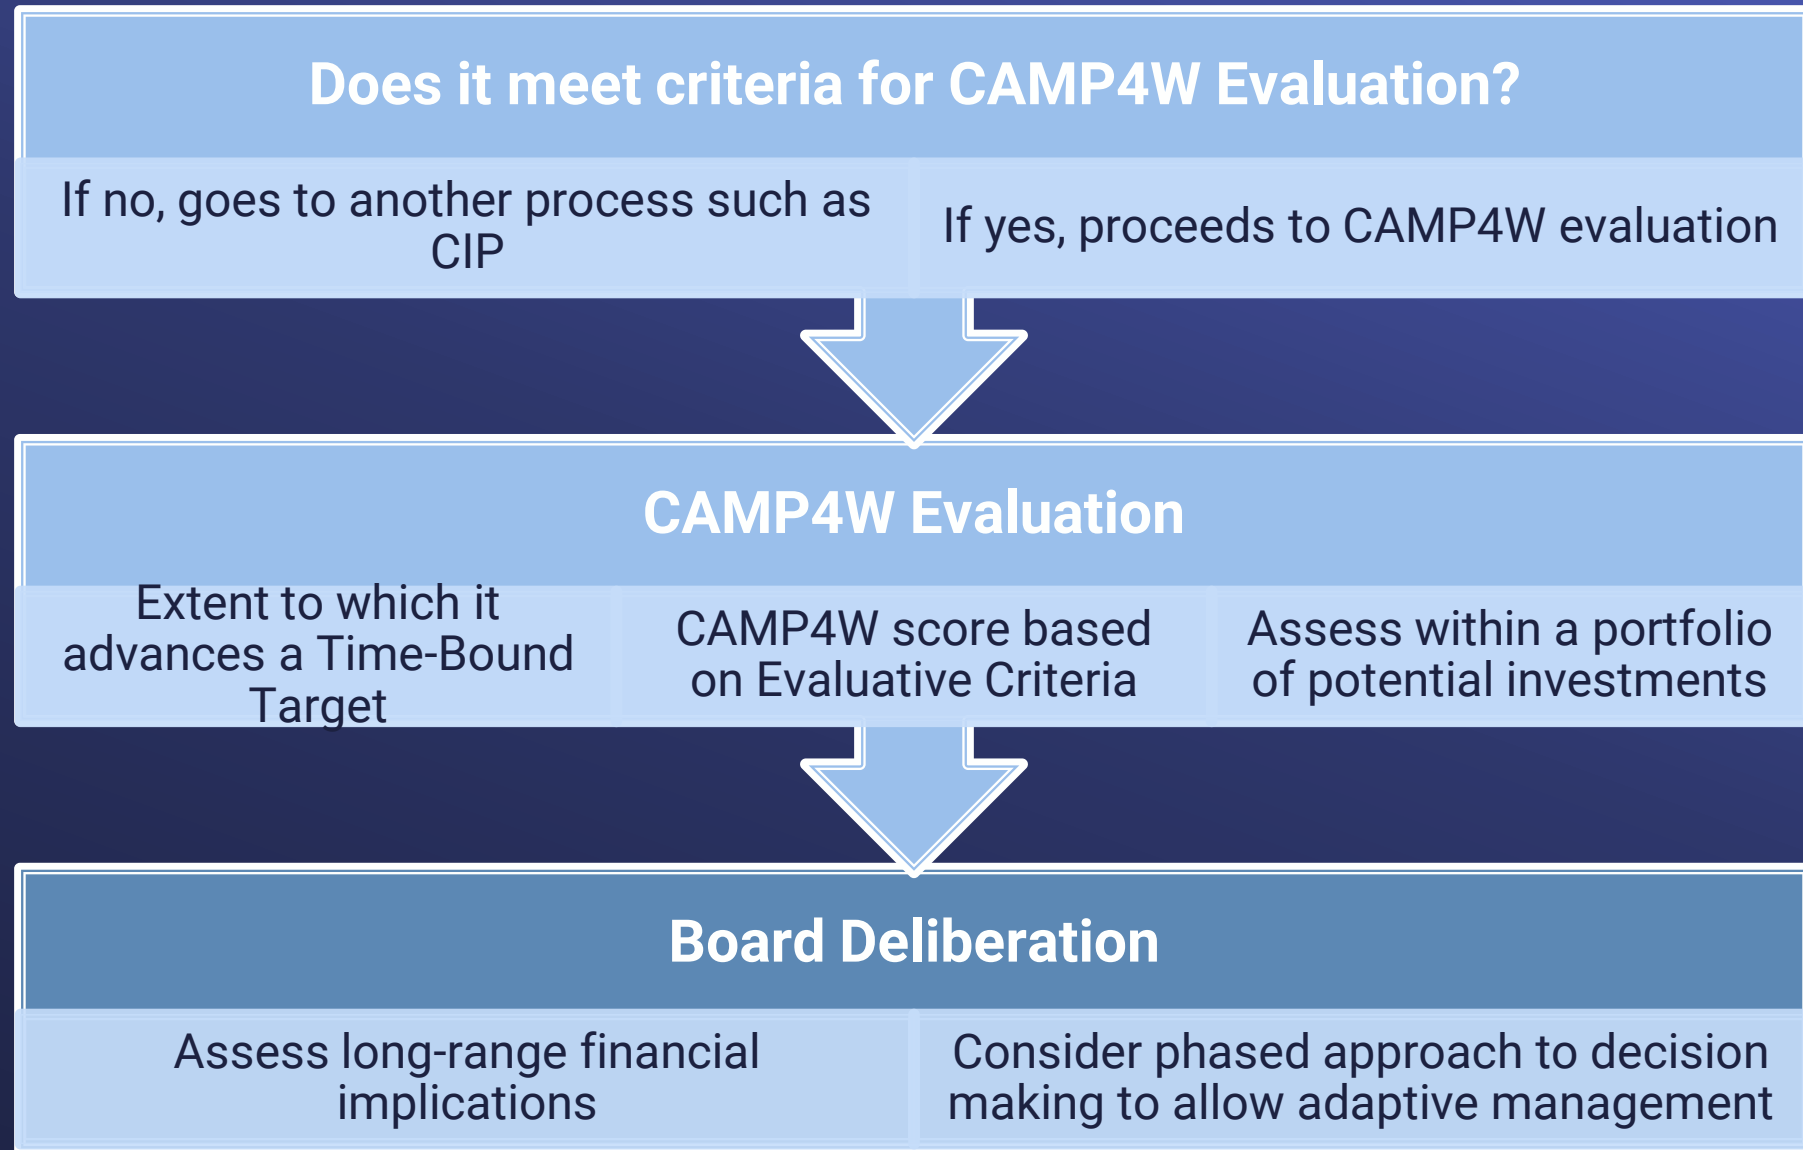 Does it meet criteria for CAMP4W Evaluation?
If no, goes to another process such as
CIP
If yes, proceeds to CAMP4W evaluation
CAMP4W Evaluation
Extent to which it
advances a Time-Bound
Target
CAMP4W score based
on Evaluative Criteria
Assess within a portfolio
of potential investments
Board Deliberation
Assess long-range financial
implications
Consider phased approach to decision
making to allow adaptive management